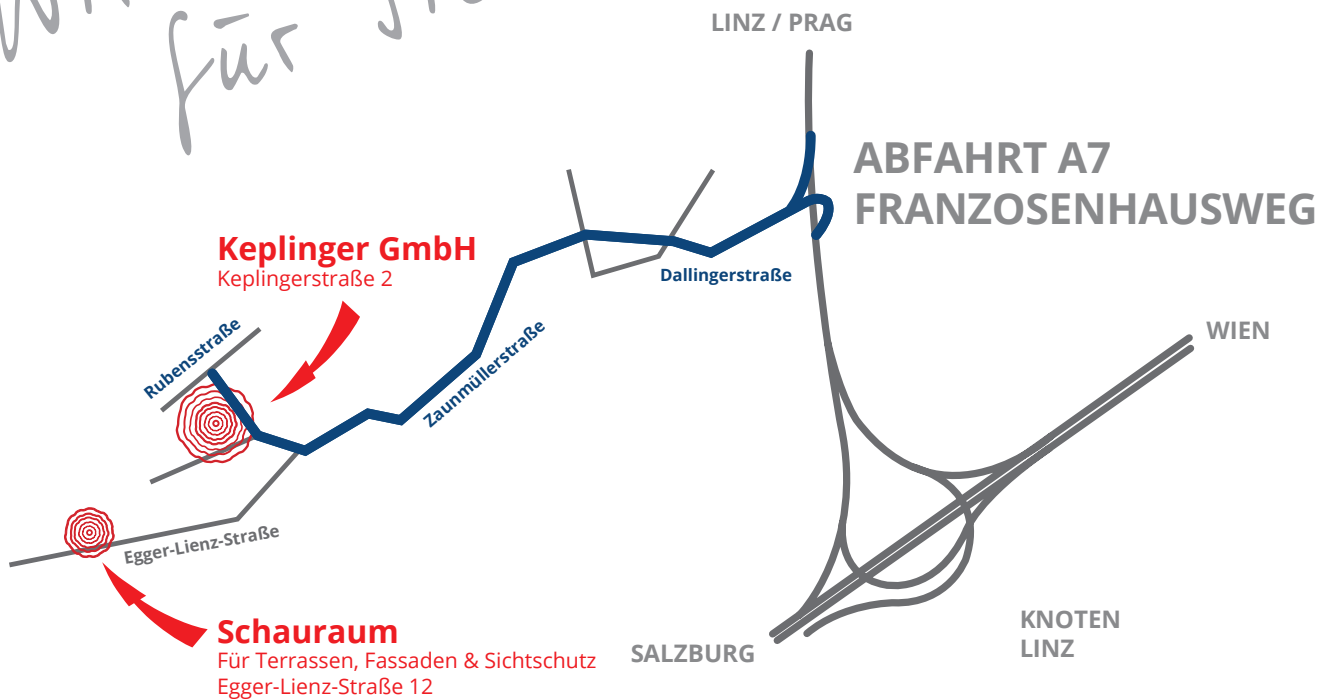 für
LINZ / PRAG
ABFAHRT A7
FRANZOSENHAUSWEG
Keplinger GmbH
Keplingerstraße 2
Dallingerstraße
Rubensstraße
Zaunmüllerstraße
WIEN
Egger-Lienz-Straße
Schauraum
Für Terrassen, Fassaden & Sichtschutz
Egger-Lienz-Straße 12
SALZBURG
KNOTEN
LINZ